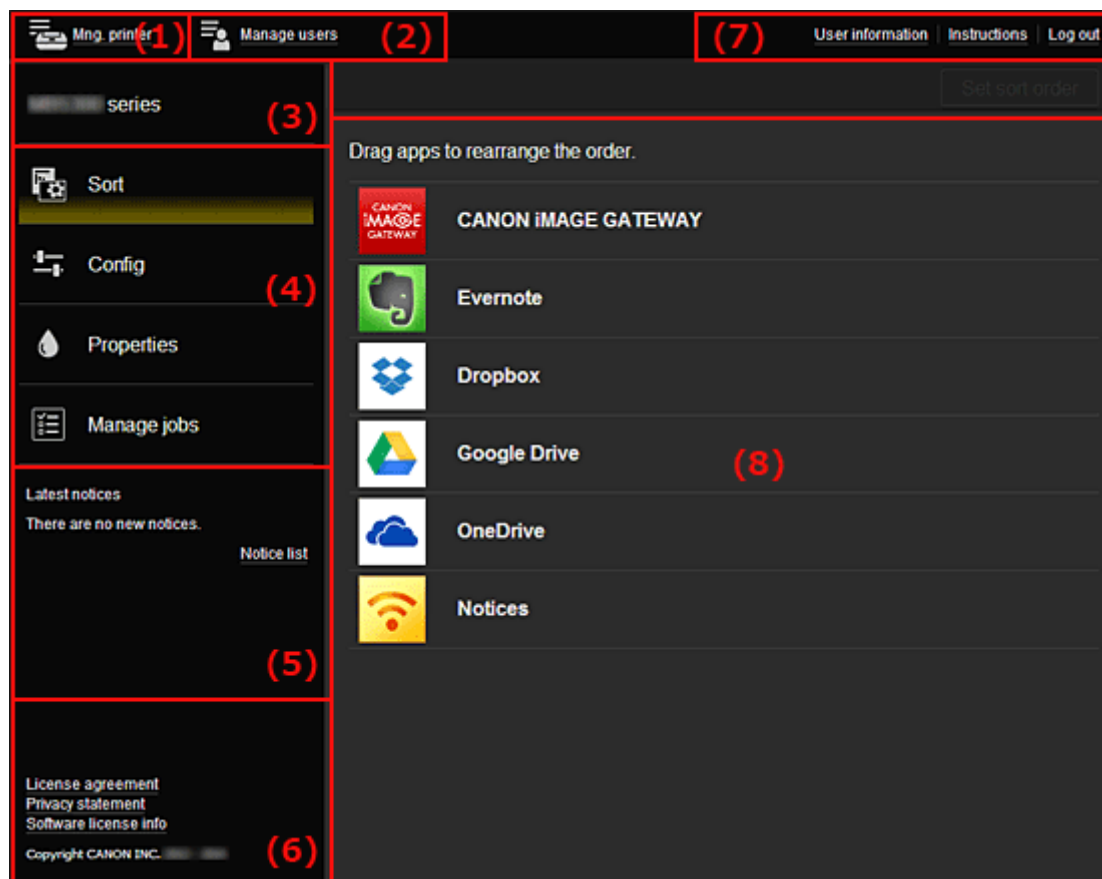 Mng. printer (1)
Manage users (2)
(7) User information Instructions Log out
series (3)
Set sort order
Sort
Config
(4)
Properties
Manage jobs
Drag apps to rearrange the order.
CANON iMAGE GATEWAY CANON iMAGE GATEWAY
Evernote
Dropbox
Google Drive
(8)
OneDrive
Notices
Latest notices
There are no new notices.
Notice list
(5)
License agreement
Privacy statement
Software license info
Copyright CANON INC.
(6)